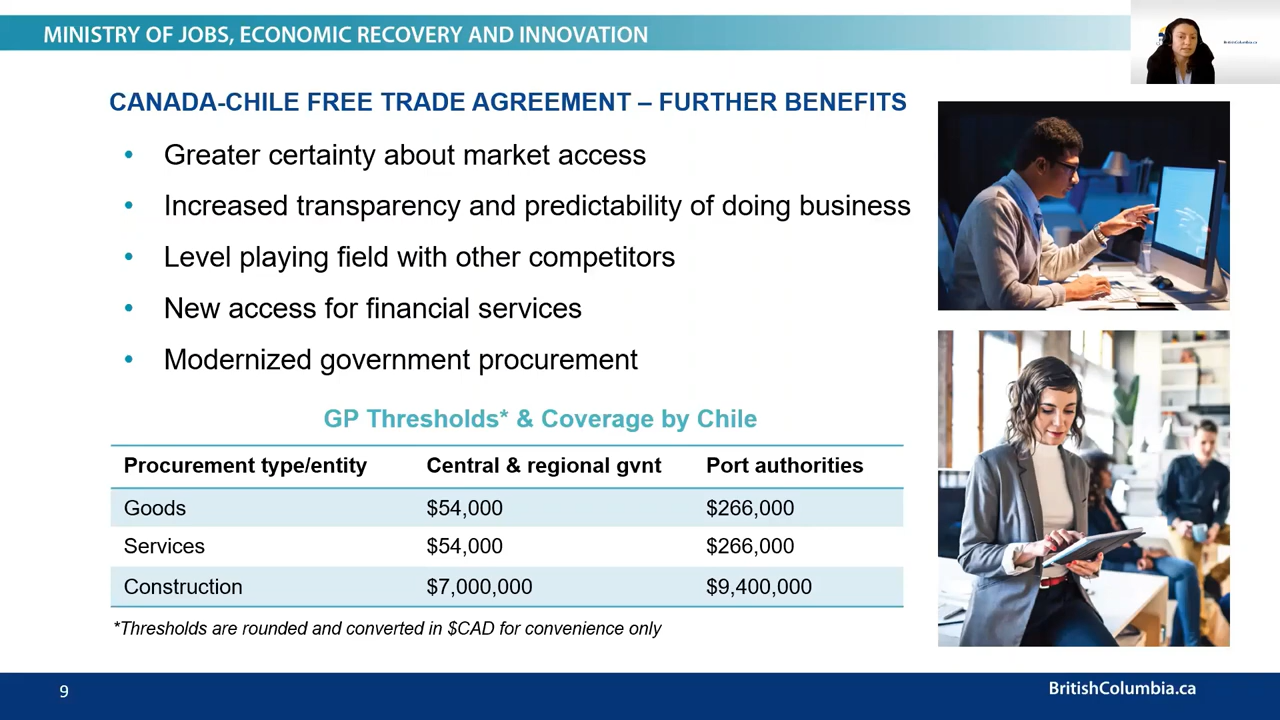 MINISTRY OF JOBS, ECONOMIC RECOVERY AND INNOVATION
BritishColumbia.ca
CANADA-CHILE FREE TRADE AGREEMENT – FURTHER BENEFITS
• Greater certainty about market access
• Increased transparency and predictability of doing business
• Level playing field with other competitors
• New access for financial services
• Modernized government procurement
GP Thresholds* & Coverage by Chile
Procurement type/entity Central & regional gvnt Port authorities
Goods $54,000 $266,000
Services $54,000 $266,000
Construction $7,000,000 $9,400,000
*Thresholds are rounded and converted in $CAD for convenience only
9
BritishColumbia.ca